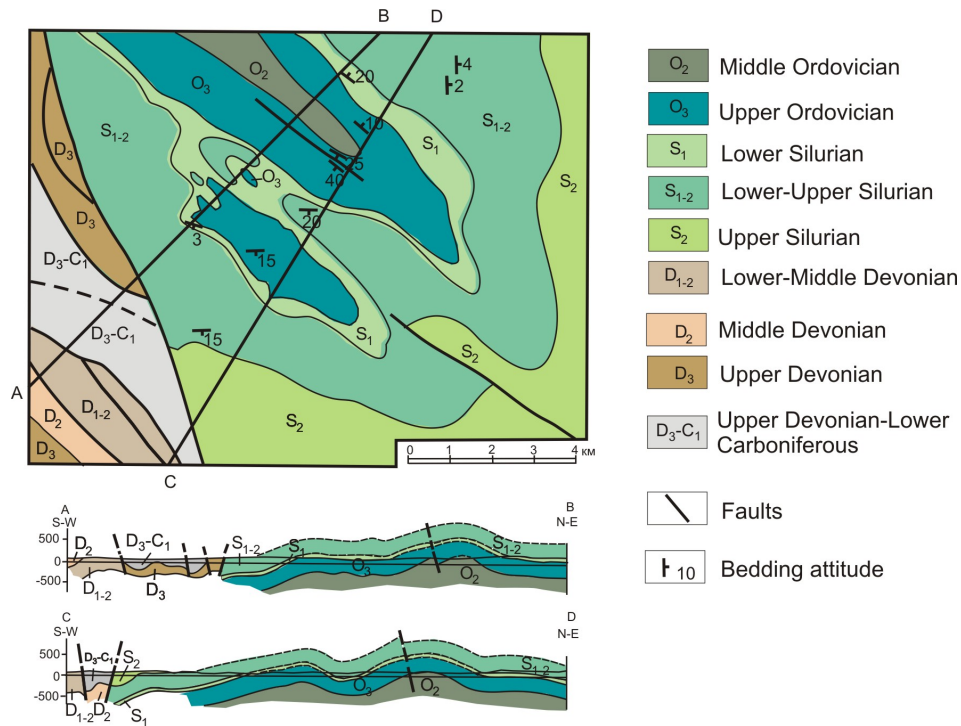 B D
O₂ Middle Ordovician
O₃ Upper Ordovician
S₁ Lower Silurian
S₁₋₂ Lower-Upper Silurian
S₂ Upper Silurian
D₁₋₂ Lower-Middle Devonian
D₂ Middle Devonian
D₃ Upper Devonian
D₃-C₁ Upper Devonian-Lower
Carboniferous
Faults
10 Bedding attitude
O₂
20
4
2
O₃
S₁₋₂
S₁₋₂
10
D₃
S₁
25
O₃
40
S₂
D₃
20
3
D₃-C₁
15
D₃-C₁
15
S₁
S₂
A
D₁₋₂
D₂
S₂
D₃
0 1 2 3 4 км
C
A
S-W
B
N-E
500
0
-500
D₂
D₃-C₁
S₁₋₂
S₁
S₁₋₂
O₃
O₂
D₁₋₂
D₃
C
S-W
D
N-E
500
0
-500
D₃-C₁
S₂
S₁₋₂
O₃
O₂
D₁₋₂
D₂
S₁